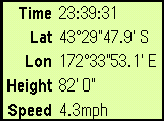 Time 23:39:31
Lat 43°29"47.9' S
Lon 172°33"53.1' E
Height 82' 0"
Speed 4.3mph